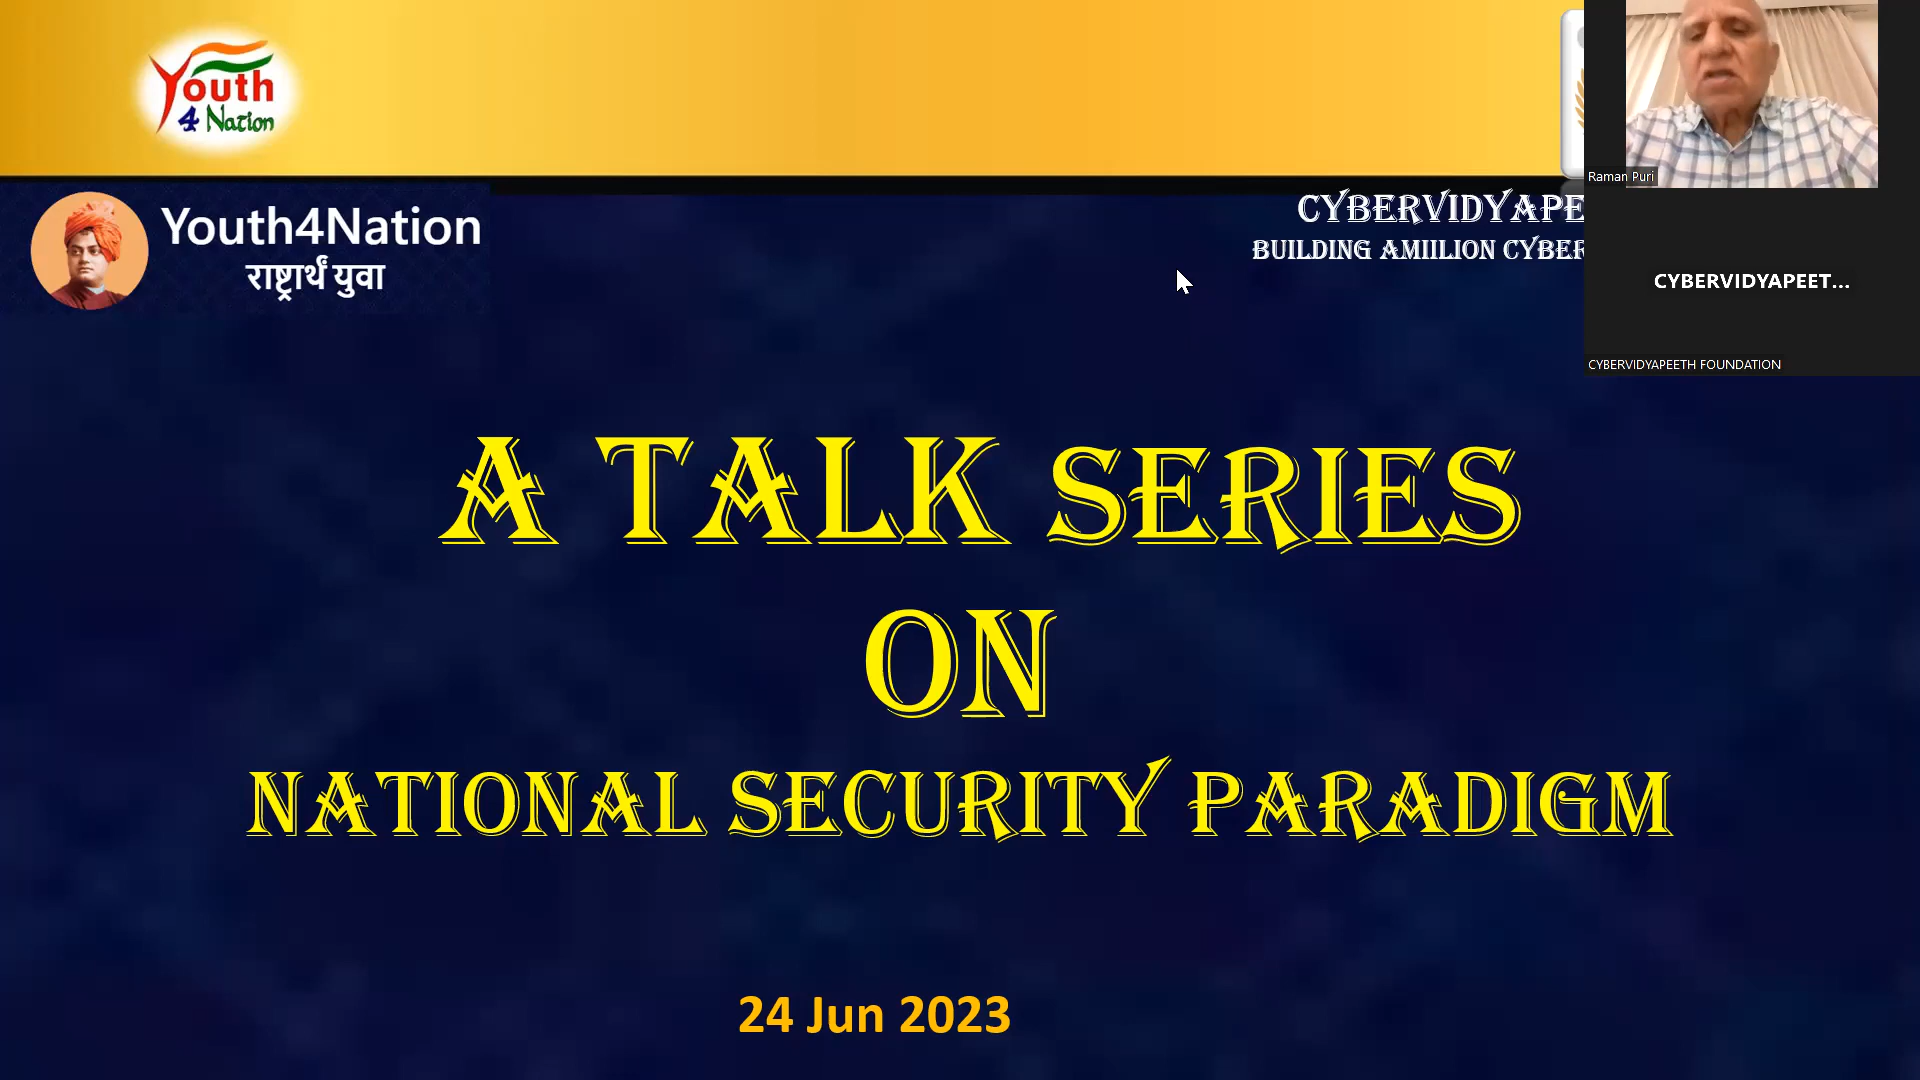 Youth
4 Nation
Youth4Nation
राष्ट्रार्थं युवा
CYBERVIDYAPE
BUILDING AMIILION CYBER
Raman Puri
CYBERVIDYAPEET...
CYBERVIDYAPEETH FOUNDATION
A TALK SERIES
ON
NATIONAL SECURITY PARADIGM
24 Jun 2023